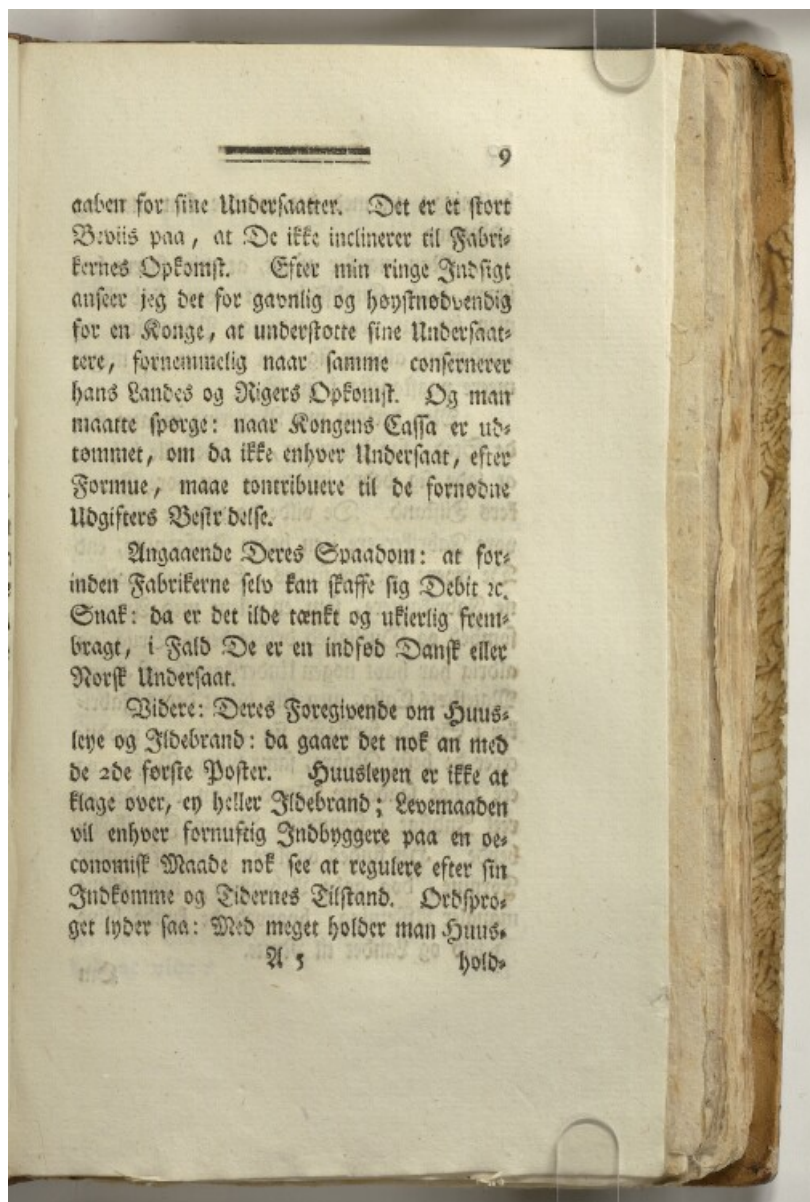 9
aaben for sine Undersaatter. Det er et stort
Beviis paa, at De ikke inclinerer til Fabri-
kernes Opkomst. Efter min ringe Indsigt
anseer jeg det for gavnlig og høystnødvendig
for en Konge, at understøtte sine Undersaat-
tere, fornemmelig naar samme consernerer
hans Landes og Rigers Opkomst. Og man
maatte spørge: naar Kongens Cassa er ud-
tømmet, om da ikke enhver Undersaat, efter
Formue, maae tontribuere til de fornødne
Udgifters Bestr delse.
Angaaende Deres Spaadom: at for-
inden Fabrikerne selv kan skaffe sig Debit ꝛc.
Snak: da er det ilde tænkt og ukierlig frem-
bragt, i Fald De er en indfød Dansk eller
Norsk Undersaat.
Videre: Deres Foregivende om Huus-
leye og Ildebrand: da gaaer det nok an med
de 2de første Poster. Huusleyen er ikke at
klage over, ey heller Ildebrand; Levemaaden
vil enhver fornuftig Indbyggere paa en oe-
conomisk Maade nok see at regulere efter sin
Indkomme og Tidernes Tilstand. Ordspro-
get lyder saa: Med meget holder man Huus-
A 5 hold-